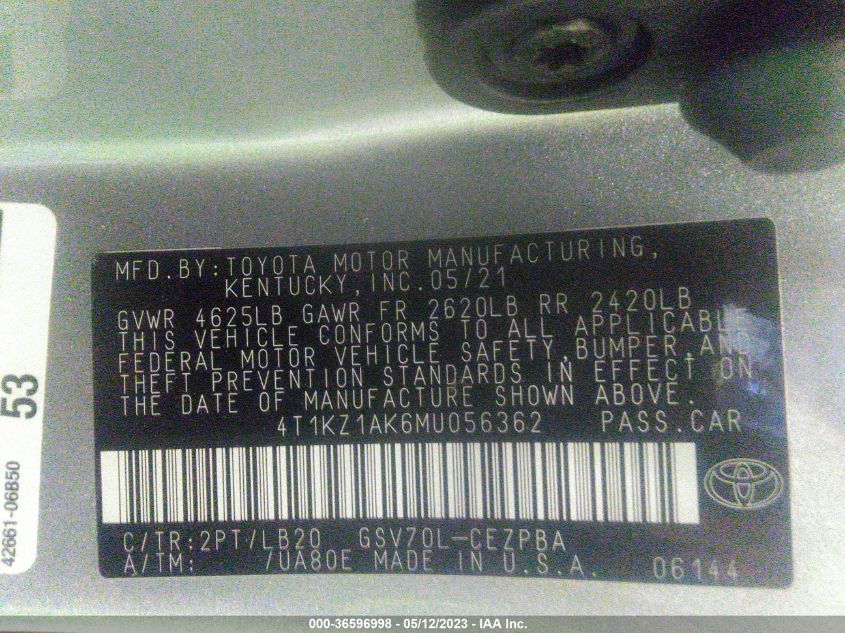 MFD.BY:TOYOTA MOTOR MANUFACTURING,
KENTUCKY,INC.05/21
GVWR 4625LB GAWR FR 2620LB RR 2420LB
THIS VEHICLE CONFORMS TO ALL APPLICABLE
FEDERAL MOTOR VEHICLE SAFETY,BUMPER,AND
THEFT PREVENTION STANDARDS IN EFFECT ON
THE DATE OF MANUFACTURE SHOWN ABOVE.
4T1KZ1AK6MU056362 PASS.CAR
C/TR:2PT/LB20 GSV70L-CEZPBA
A/TM: 7UA80E MADE IN U.S.A. 06144
53
42661-06B50
000-36596998 - 05/12/2023 - IAA Inc.